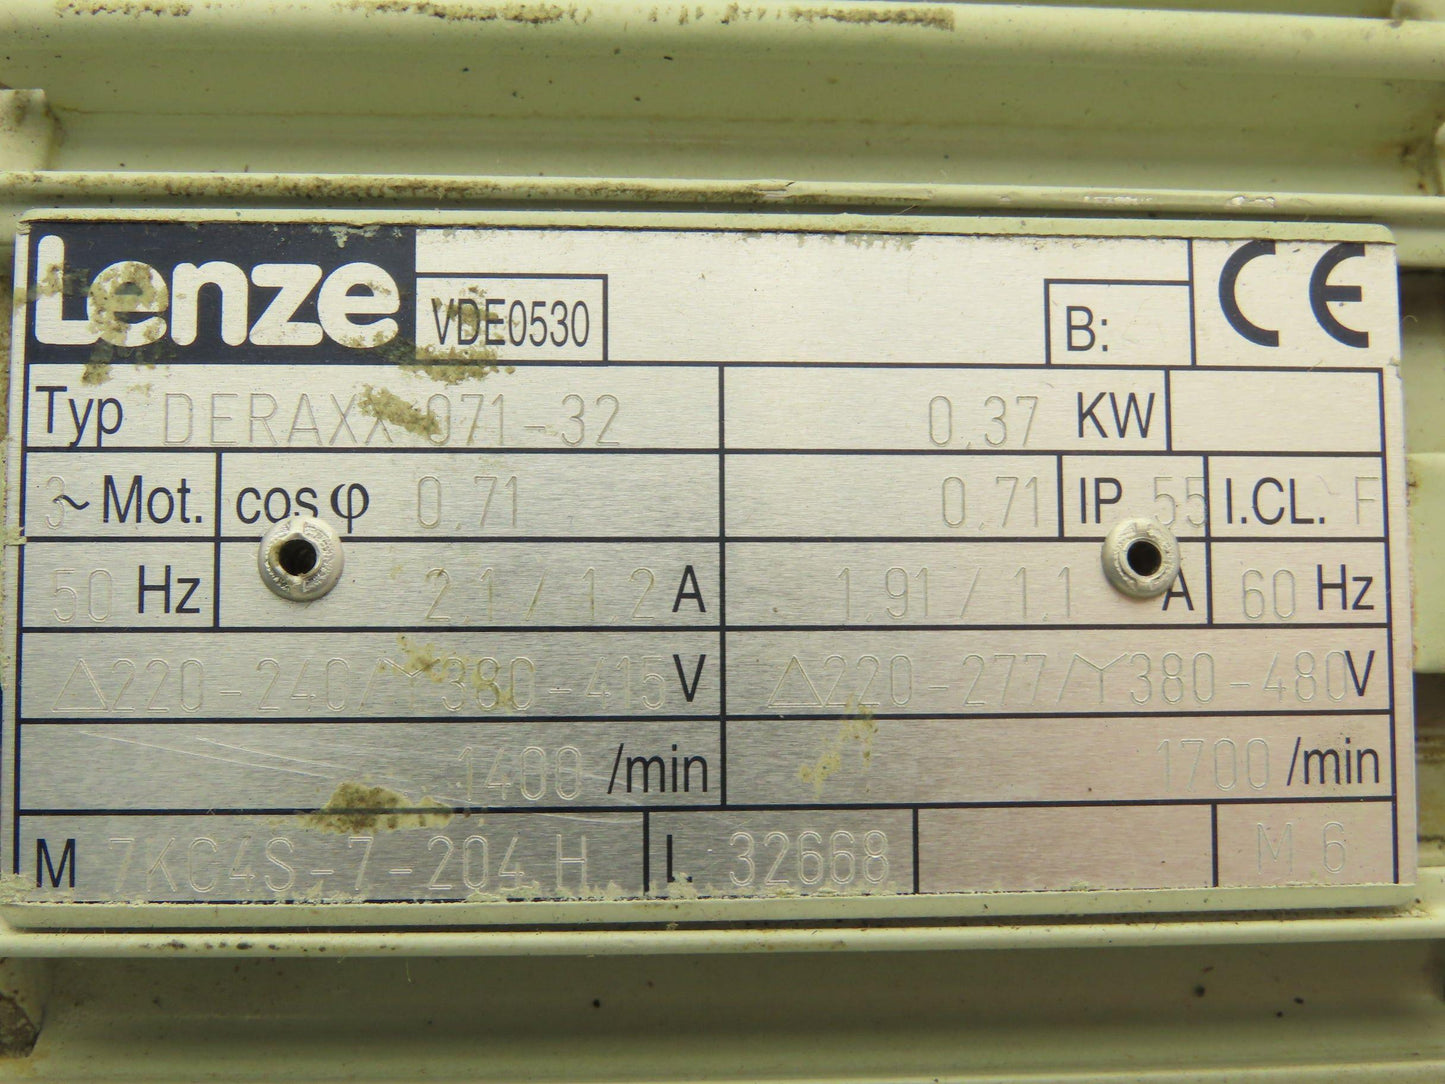 Lenze VDE0530 B: CE
Typ DERAXX 071-32 0.37 KW
3~Mot. cos φ 0.71 0.71 IP 55 I.CL. F
50 Hz 2.1 / 1.2 A 1.91 / 1.1 A 60 Hz
△220-240/Y380-415 V △220-277/Y380-480 V
1400 /min 1700 /min
M 7KC4S-7-204.H L 32668 M 6